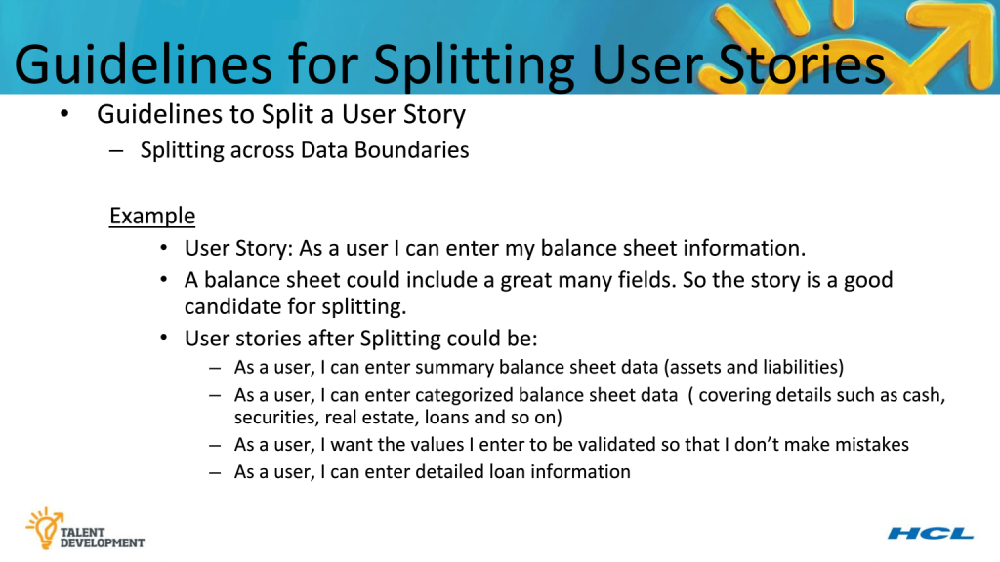 Guidelines for Splitting User Stories
• Guidelines to Split a User Story
– Splitting across Data Boundaries
Example
• User Story: As a user I can enter my balance sheet information.
• A balance sheet could include a great many fields. So the story is a good
candidate for splitting.
• User stories after Splitting could be:
– As a user, I can enter summary balance sheet data (assets and liabilities)
– As a user, I can enter categorized balance sheet data ( covering details such as cash,
securities, real estate, loans and so on)
– As a user, I want the values I enter to be validated so that I don’t make mistakes
– As a user, I can enter detailed loan information
TALENT
DEVELOPMENT
HCL